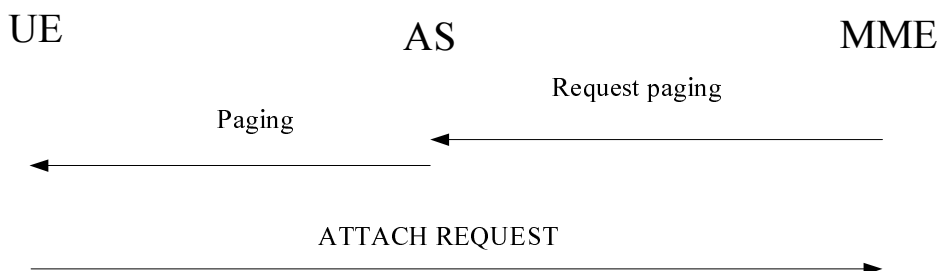 UE AS MME
Request paging
Paging
ATTACH REQUEST